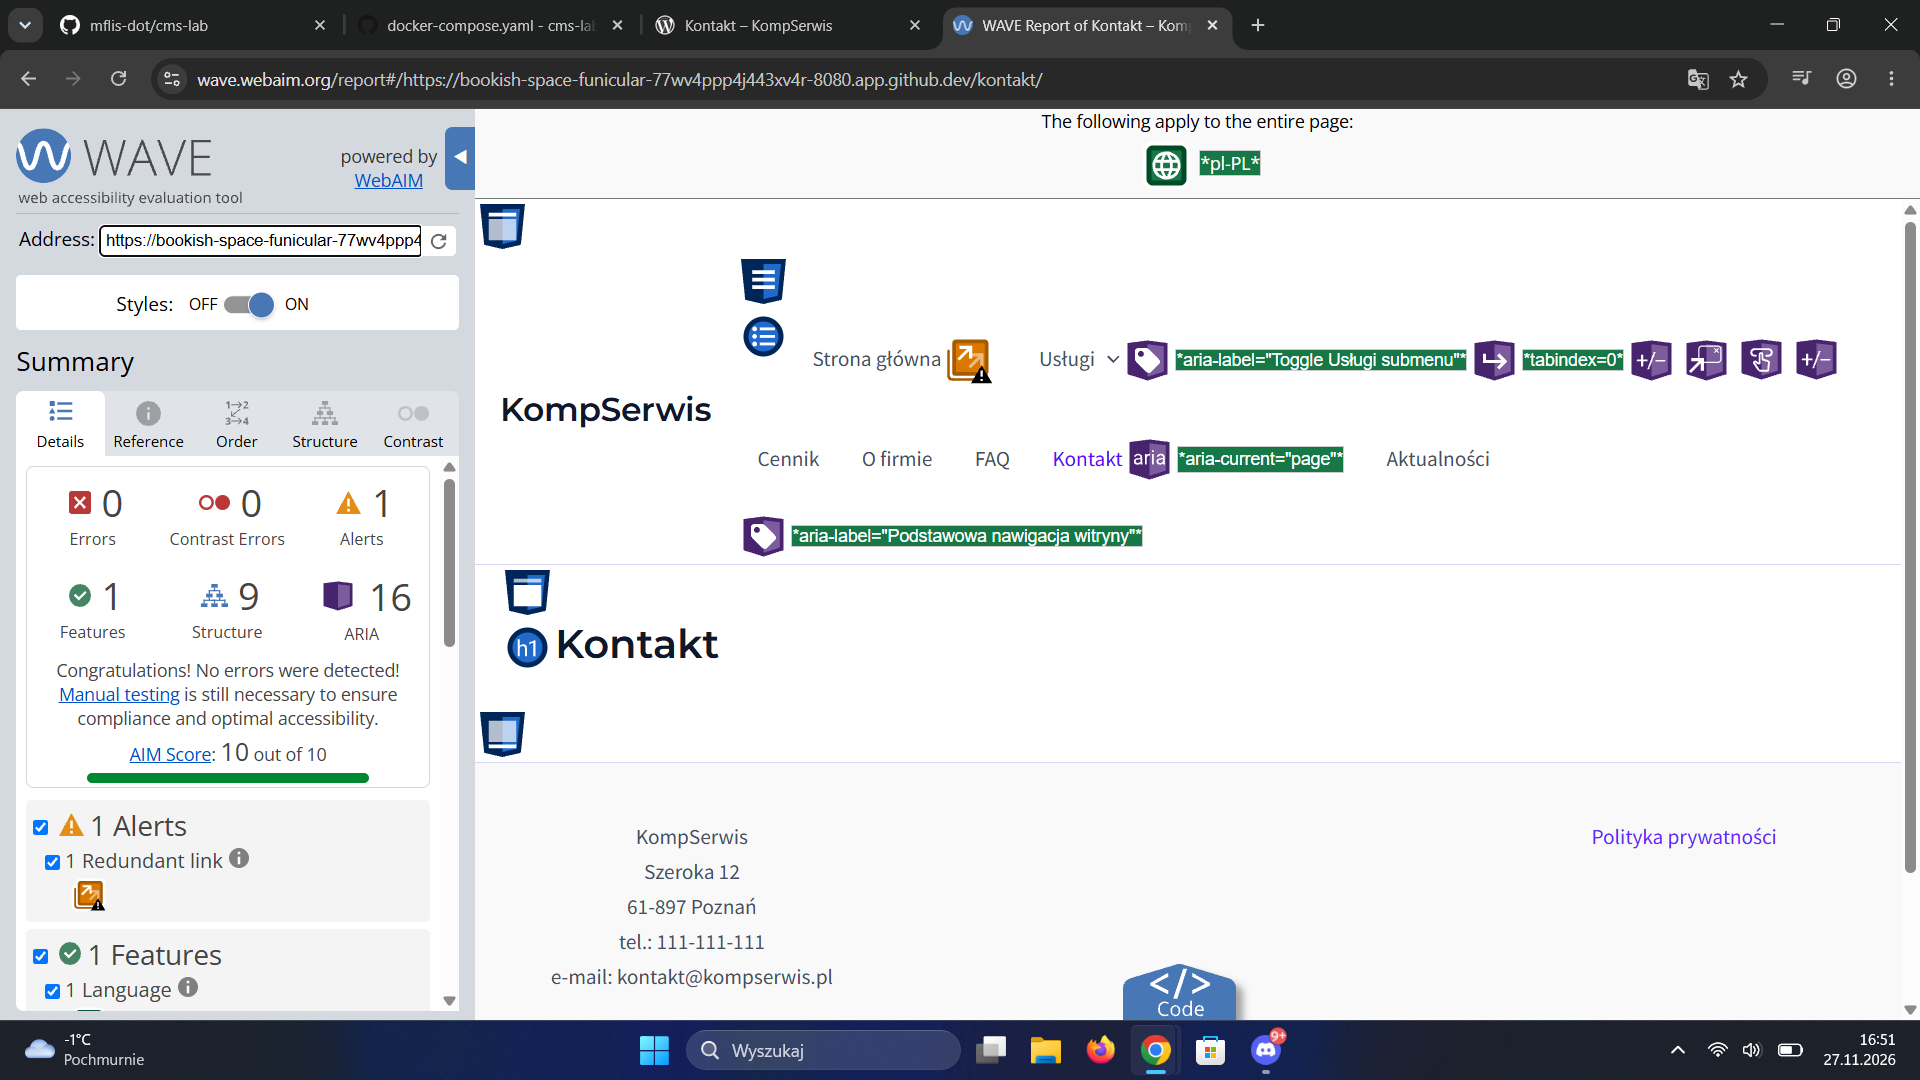 mflis-dot/cms-lab
docker-compose.yaml - cms-lab
Kontakt – KompSerwis
WAVE Report of Kontakt – Komp
wave.webaim.org/report#/https://bookish-space-funicular-77wv4ppp4j443xv4r-8080.app.github.dev/kontakt/
WAVE
web accessibility evaluation tool
powered by
WebAIM
Address: https://bookish-space-funicular-77wv4ppp4
Styles: OFF ON
Summary
Details Reference Order Structure Contrast
0 0 1
Errors Contrast Errors Alerts
1 9 16
Features Structure ARIA
Congratulations! No errors were detected!
Manual testing is still necessary to ensure
compliance and optimal accessibility.
AIM Score: 10 out of 10
1 Alerts
1 Redundant link
1 Features
1 Language
The following apply to the entire page:
*pl-PL*
Strona główna Usługi *aria-label="Toggle Usługi submenu"* *tabindex=0* +/- +/-
KompSerwis
Cennik O firmie FAQ Kontakt aria *aria-current="page"* Aktualności
*aria-label="Podstawowa nawigacja witryny"*
h1 Kontakt
KompSerwis
Szeroka 12
61-897 Poznań
tel.: 111-111-111
e-mail: kontakt@kompserwis.pl
Polityka prywatności
</>
Code
-1°C
Pochmurnie
Wyszukaj
9+
16:51
27.11.2026